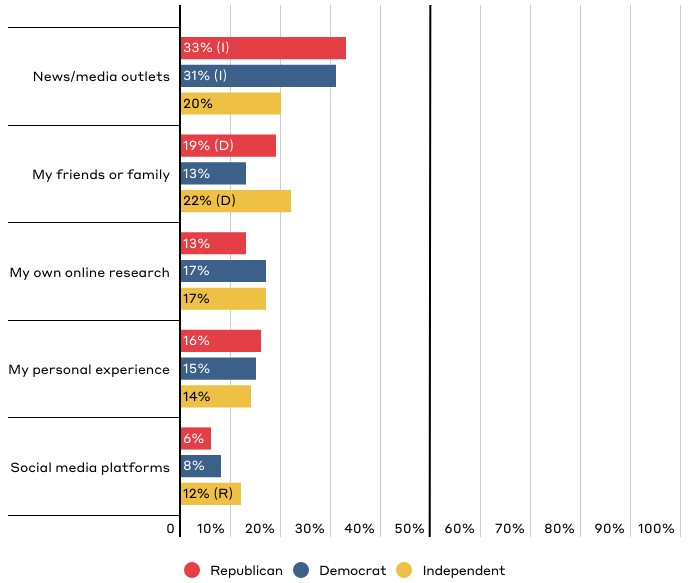 News/media outlets
33% (I)
31% (I)
20%
My friends or family
19% (D)
13%
22% (D)
My own online research
13%
17%
17%
My personal experience
16%
15%
14%
Social media platforms
6%
8%
12% (R)
0 10% 20% 30% 40% 50% 60% 70% 80% 90% 100%
Republican Democrat Independent